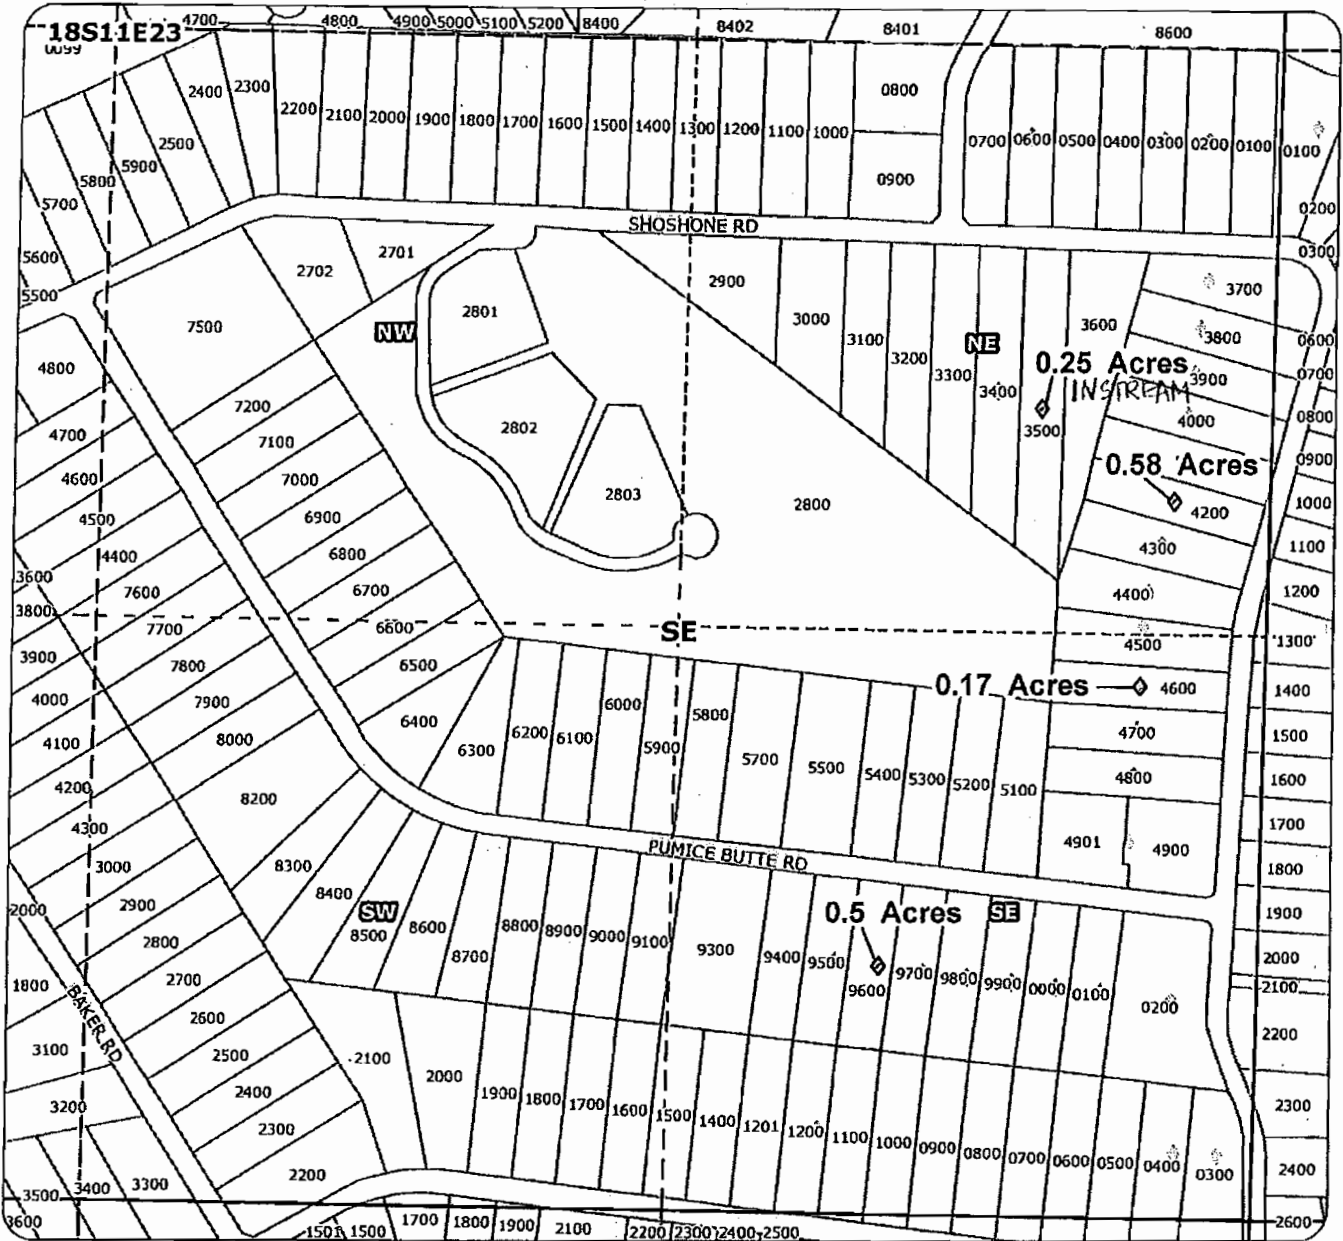 4700 4800 4900 5000 5100 5200 8400 8402 8401 8600
18S11E23
0099
2400 2300 2200 2100 2000 1900 1800 1700 1600 1500 1400 1300 1200 1100 1000 0800
0700 0600 0500 0400 0300 0200 0100 0100
2500 5900 5800 5700 0900 0200
SHOSHONE RD
5600 2702 2701 2900 0300
5500 7500 2801 3000 3700
NW 3100 NE 3600 3800 0600
4800 3200 3300 3400 0.25 Acres 3900 0700
INSTREAM
7200 3500 4000 0800
4700 7100 2802 0900
4600 7000 2803 2800 0.58 Acres 1000
4500 6900 4200
4400 6800 4300 1100
3600 7600 6700 4400 1200
3800 7700 6600 SE 4500 1300
3900 7800 6500
4000 7900 6400 6300 6200 6100 6000 5900 5800 0.17 Acres 4600 1400
4100 8000 5700 5500 5400 5300 5200 5100 4700 1500
4200 8200 4800 1600
4300 1700
PUMICE BUTTE RD
3000 8300 4901 4900 1800
2900 8400 SW 0.5 Acres SE 1900
2000 8500 8600 8700 8800 8900 9000 9100 9300 9400 9500 9600 9700 9800 9900 0000 0100 0200
2800 2000
2700 2100
1800 2600 2200
BAKER RD
3100 2500 2100 2000 1900 1800 1700 1600 1500 1400 1201 1200 1100 1000 0900 0800 0700 0600 0500 0400 0300
2400 2300
3200 2300 2400
3500 3400 3300 2200
3600 1501 1500 1700 1800 1900 2100 2200 2300 2400 2500 2600